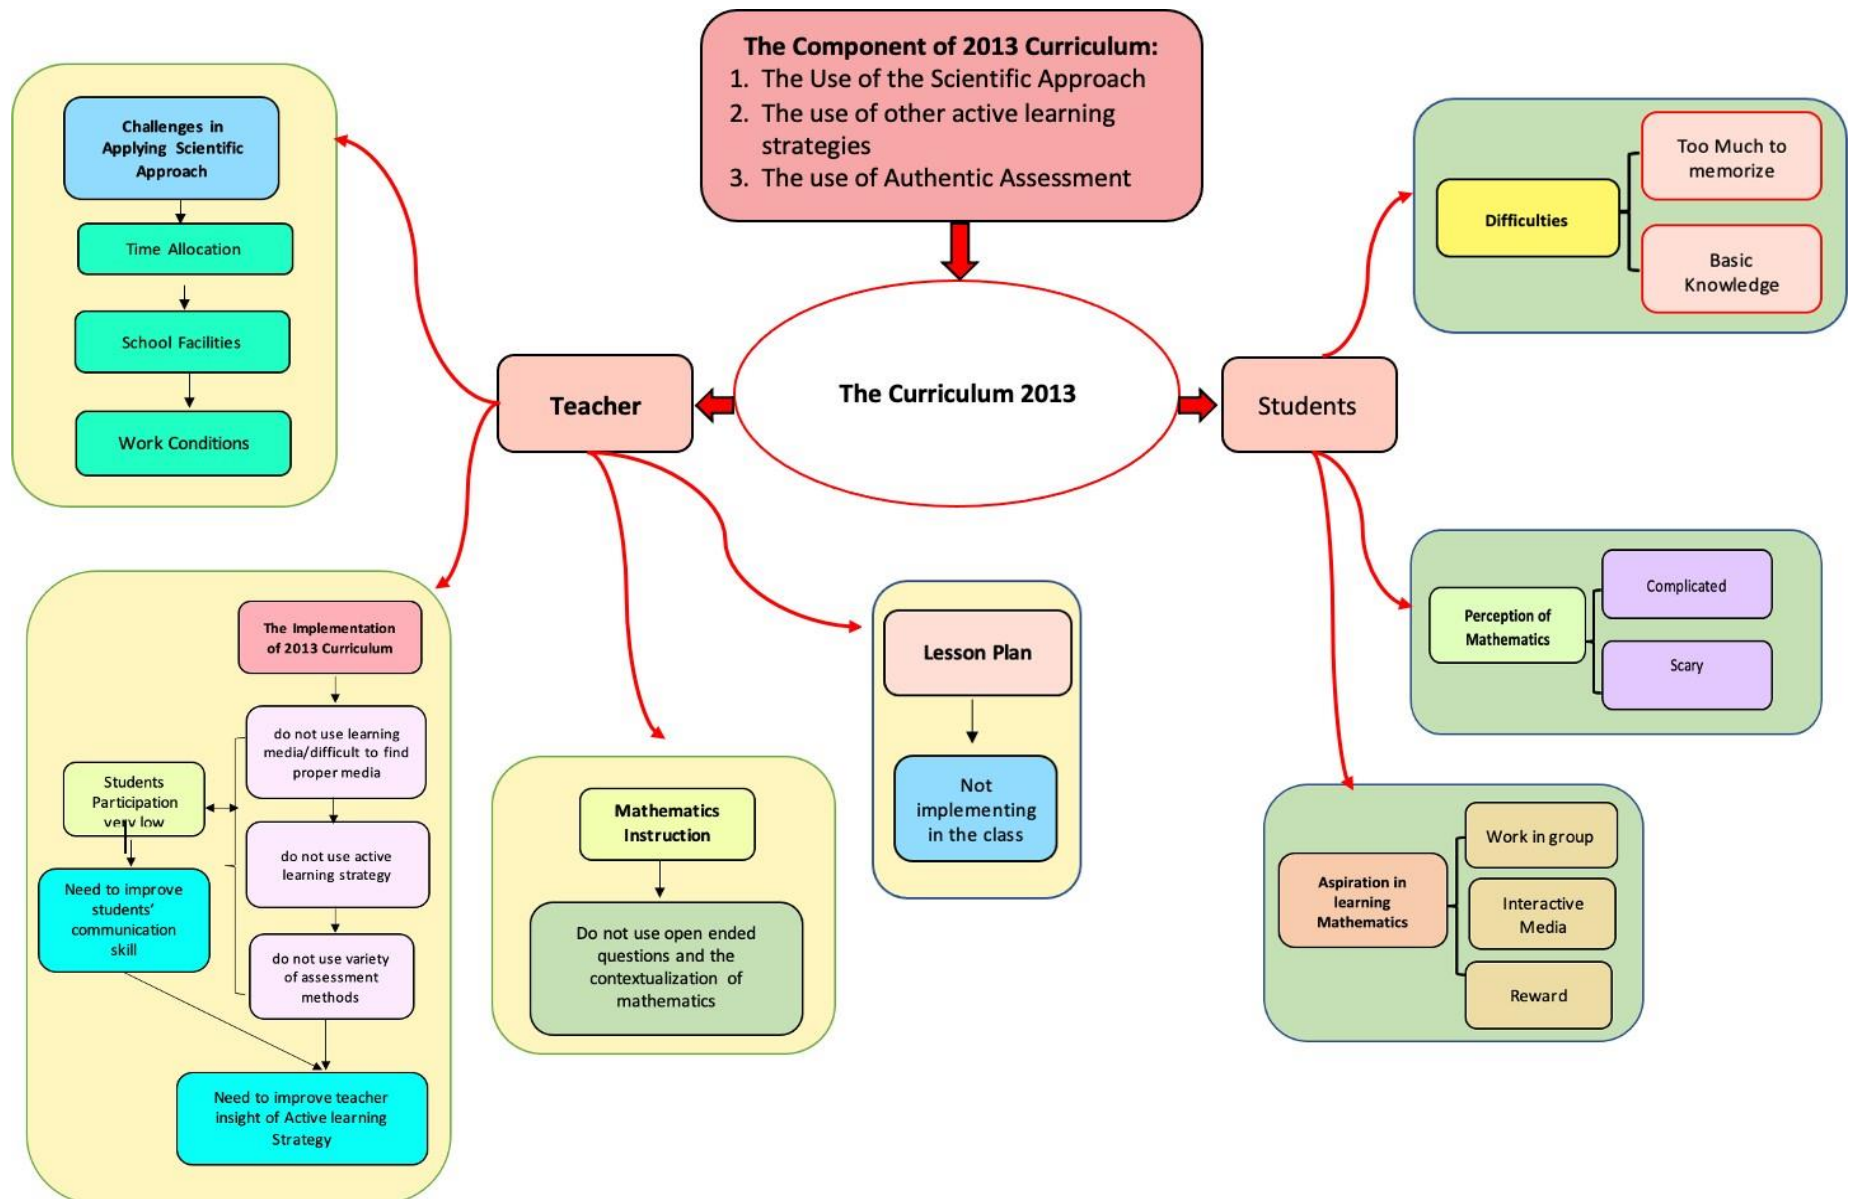 The Component of 2013 Curriculum:
1. The Use of the Scientific Approach
2. The use of other active learning
strategies
3. The use of Authentic Assessment
Challenges in
Applying Scientific
Approach
Time Allocation
School Facilities
Work Conditions
Teacher
The Curriculum 2013
Students
Difficulties
Too Much to
memorize
Basic
Knowledge
Perception of
Mathematics
Complicated
Scary
Aspiration in
learning
Mathematics
Work in group
Interactive
Media
Reward
The Implementation
of 2013 Curriculum
do not use learning
media/difficult to find
proper media
Students
Participation
very low
do not use active
learning strategy
Need to improve
students’
communication
skill
do not use variety
of assessment
methods
Need to improve teacher
insight of Active learning
Strategy
Mathematics
Instruction
Do not use open ended
questions and the
contextualization of
mathematics
Lesson Plan
Not
implementing
in the class